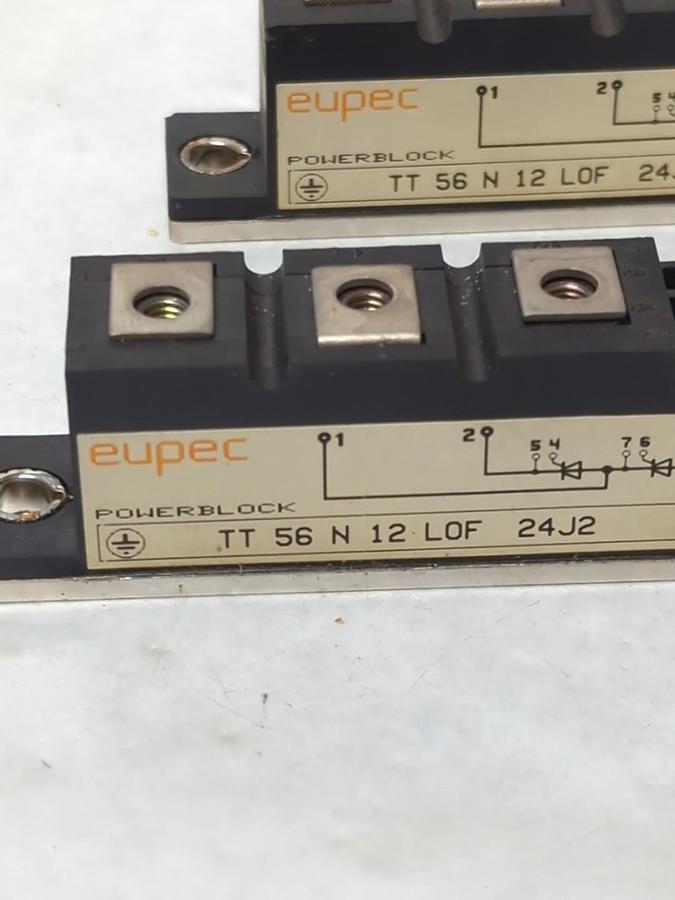 eupec 1 2 5
POWERBLOCK
TT 56 N 12 LOF 24J
eupec 1 2 5 4 7 6
POWERBLOCK
TT 56 N 12 LOF 24J2